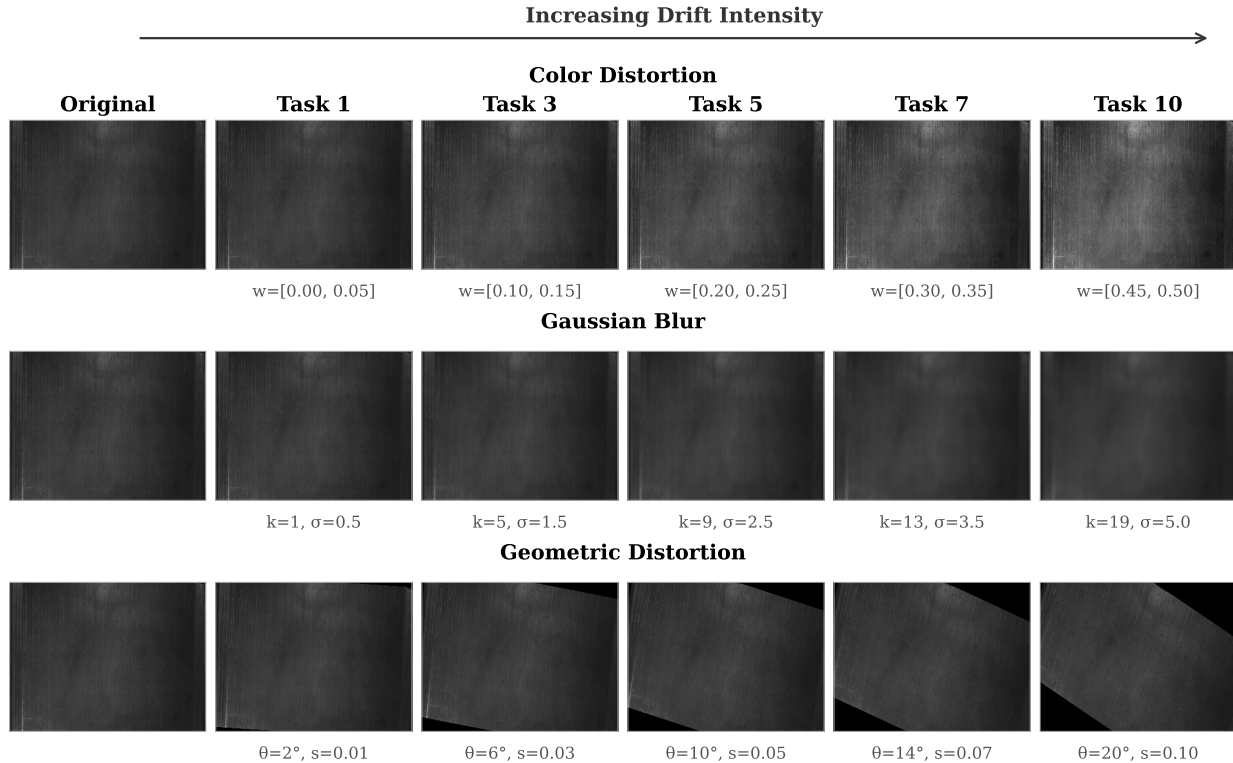 Increasing Drift Intensity
Color Distortion
Original Task 1 Task 3 Task 5 Task 7 Task 10
w=[0.00, 0.05] w=[0.10, 0.15] w=[0.20, 0.25] w=[0.30, 0.35] w=[0.45, 0.50]
Gaussian Blur
k=1, σ=0.5 k=5, σ=1.5 k=9, σ=2.5 k=13, σ=3.5 k=19, σ=5.0
Geometric Distortion
θ=2°, s=0.01 θ=6°, s=0.03 θ=10°, s=0.05 θ=14°, s=0.07 θ=20°, s=0.10